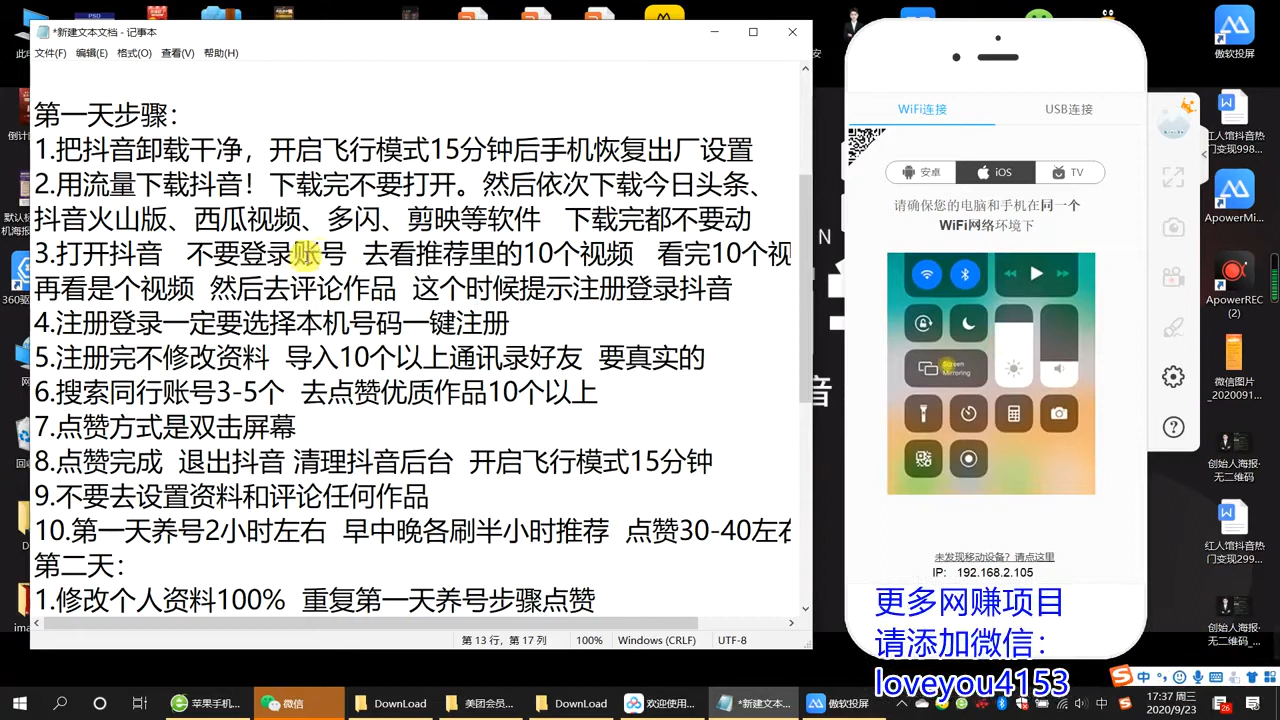 *新建文本文档 - 记事本
文件(F) 编辑(E) 格式(O) 查看(V) 帮助(H)
第一天步骤：
1.把抖音卸载干净，开启飞行模式15分钟后手机恢复出厂设置
2.用流量下载抖音！下载完不要打开。然后依次下载今日头条、
抖音火山版、西瓜视频、多闪、剪映等软件 下载完都不要动
3.打开抖音 不要登录账号 去看推荐里的10个视频 看完10个视
再看是个视频 然后去评论作品 这个时候提示注册登录抖音
4.注册登录一定要选择本机号码一键注册
5.注册完不修改资料 导入10个以上通讯录好友 要真实的
6.搜索同行账号3-5个 去点赞优质作品10个以上
7.点赞方式是双击屏幕
8.点赞完成 退出抖音 清理抖音后台 开启飞行模式15分钟
9.不要去设置资料和评论任何作品
10.第一天养号2小时左右 早中晚各刷半小时推荐 点赞30-40左右
第二天：
1.修改个人资料100% 重复第一天养号步骤点赞
第 13 行，第 17 列 100% Windows (CRLF) UTF-8
WiFi连接 USB连接
安卓 iOS TV
请确保您的电脑和手机在同一个
WiFi网络环境下
Screen
Mirroring
未发现移动设备？请点这里
IP: 192.168.2.105
更多网赚项目
请添加微信：
loveyou4153
傲软投屏
红人馆抖音热
门变现998...
ApowerMi...
ApowerREC
(2)
微信图片
_2020091...
创始人海报·
无二维码
红人馆抖音热
门变现299...
创始人海报·
无二维码...
苹果手机... 微信 DownLoad 美团会员... DownLoad 欢迎使用... *新建文本... 傲软投屏
中
17:37 周三
2020/9/23
26